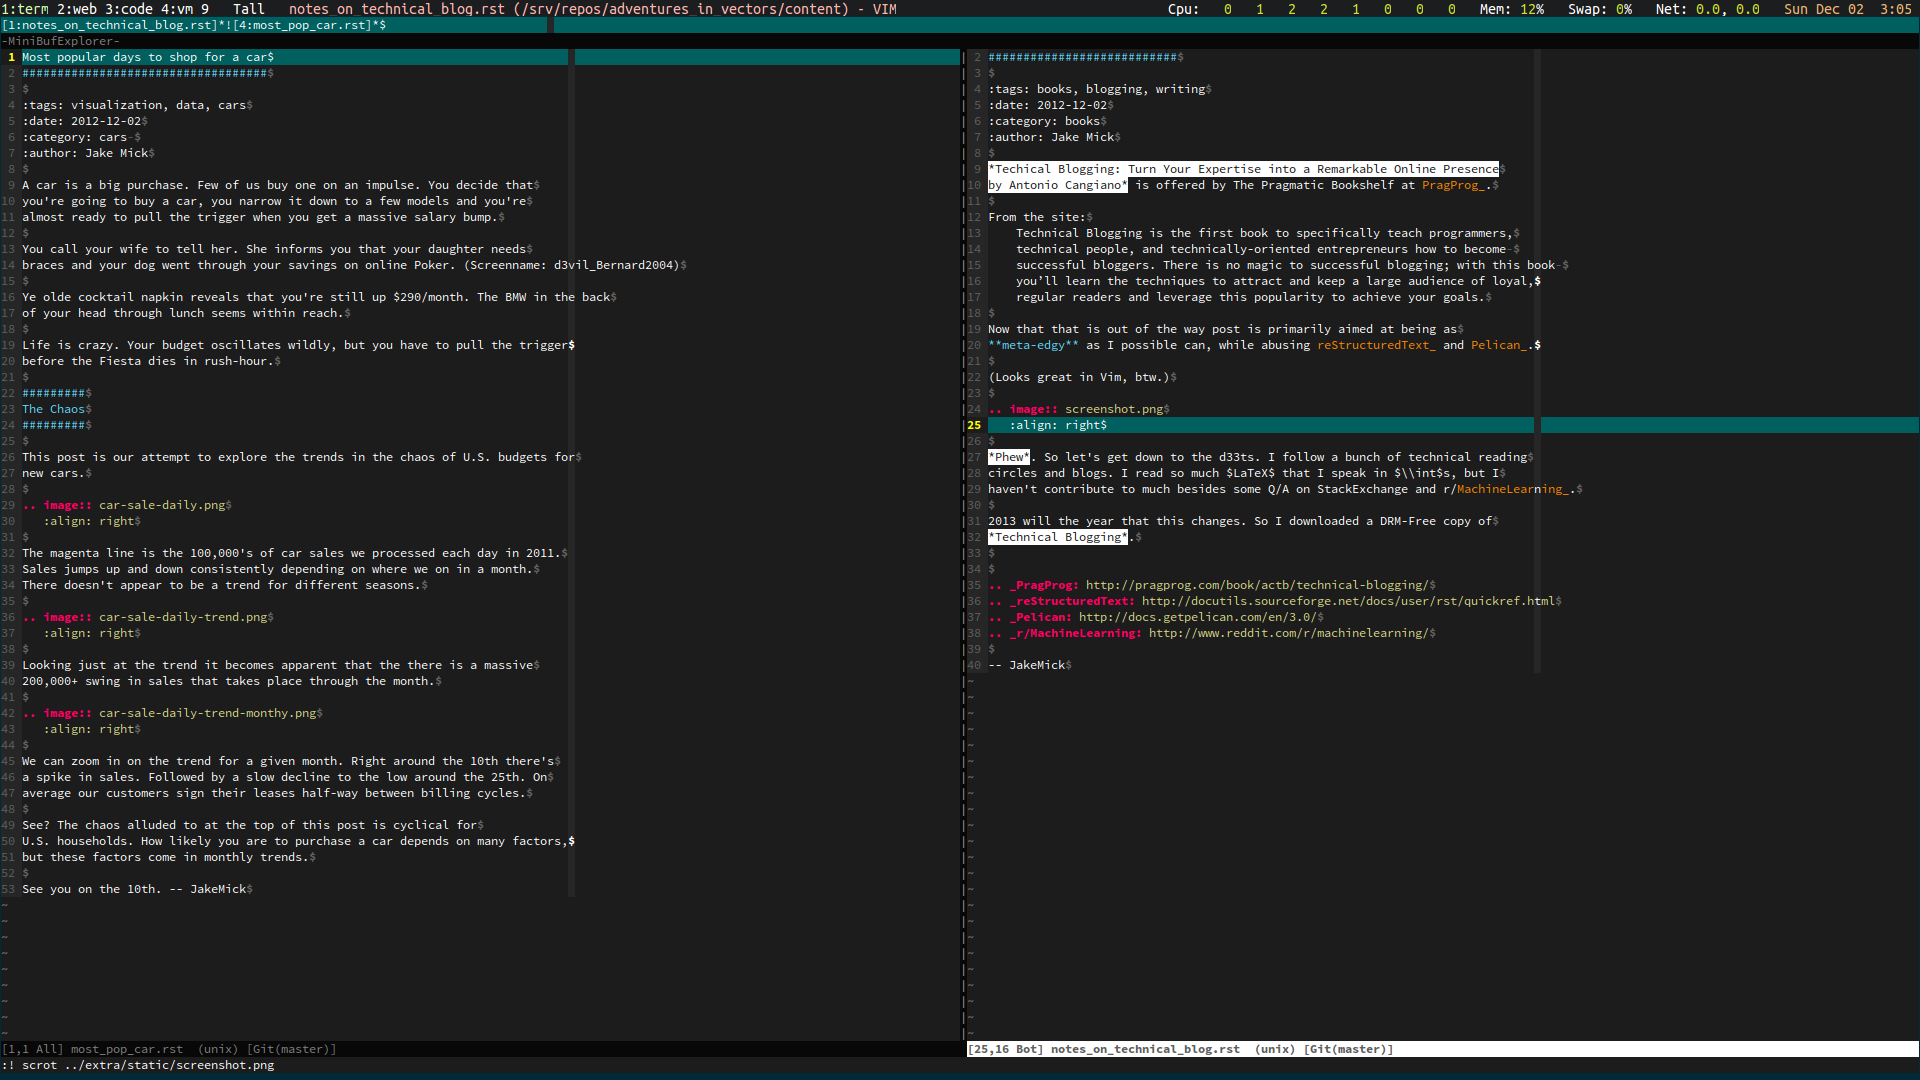 1:term 2:web 3:code 4:vm 9 Tall notes_on_technical_blog.rst (/srv/repos/adventures_in_vectors/content) - VIM Cpu: 0 1 2 2 1 0 0 0 Mem: 12% Swap: 0% Net: 0.0, 0.0 Sun Dec 02 3:05
[1:notes_on_technical_blog.rst]*![4:most_pop_car.rst]*$
-MiniBufExplorer-
1 Most popular days to shop for a car$
2 ###################################$
3 $
4 :tags: visualization, data, cars$
5 :date: 2012-12-02$
6 :category: cars-$
7 :author: Jake Mick$
8 $
9 A car is a big purchase. Few of us buy one on an impulse. You decide that$
10 you're going to buy a car, you narrow it down to a few models and you're$
11 almost ready to pull the trigger when you get a massive salary bump.$
12 $
13 You call your wife to tell her. She informs you that your daughter needs$
14 braces and your dog went through your savings on online Poker. (Screenname: d3vil_Bernard2004)$
15 $
16 Ye olde cocktail napkin reveals that you're still up $290/month. The BMW in the back$
17 of your head through lunch seems within reach.$
18 $
19 Life is crazy. Your budget oscillates wildly, but you have to pull the trigger$
20 before the Fiesta dies in rush-hour.$
21 $
22 #########$
23 The Chaos$
24 #########$
25 $
26 This post is our attempt to explore the trends in the chaos of U.S. budgets for$
27 new cars.$
28 $
29 .. image:: car-sale-daily.png$
30    :align: right$
31 $
32 The magenta line is the 100,000's of car sales we processed each day in 2011.$
33 Sales jumps up and down consistently depending on where we on in a month.$
34 There doesn't appear to be a trend for different seasons.$
35 $
36 .. image:: car-sale-daily-trend.png$
37    :align: right$
38 $
39 Looking just at the trend it becomes apparent that the there is a massive$
40 200,000+ swing in sales that takes place through the month.$
41 $
42 .. image:: car-sale-daily-trend-monthy.png$
43    :align: right$
44 $
45 We can zoom in on the trend for a given month. Right around the 10th there's$
46 a spike in sales. Followed by a slow decline to the low around the 25th. On$
47 average our customers sign their leases half-way between billing cycles.$
48 $
49 See? The chaos alluded to at the top of this post is cyclical for$
50 U.S. households. How likely you are to purchase a car depends on many factors,$
51 but these factors come in monthly trends.$
52 $
53 See you on the 10th. -- JakeMick$
[1,1 All] most_pop_car.rst (unix) [Git(master)]
2 ###########################$
3 $
4 :tags: books, blogging, writing$
5 :date: 2012-12-02$
6 :category: books$
7 :author: Jake Mick$
8 $
9 *Techical Blogging: Turn Your Expertise into a Remarkable Online Presence$
10 by Antonio Cangiano* is offered by The Pragmatic Bookshelf at PragProg_.$
11 $
12 From the site:$
13     Technical Blogging is the first book to specifically teach programmers,$
14     technical people, and technically-oriented entrepreneurs how to become-$
15     successful bloggers. There is no magic to successful blogging; with this book-$
16     you’ll learn the techniques to attract and keep a large audience of loyal,$
17     regular readers and leverage this popularity to achieve your goals.$
18 $
19 Now that that is out of the way post is primarily aimed at being as$
20 **meta-edgy** as I possible can, while abusing reStructuredText_ and Pelican_.$
21 $
22 (Looks great in Vim, btw.)$
23 $
24 .. image:: screenshot.png$
25    :align: right$
26 $
27 *Phew*. So let's get down to the d33ts. I follow a bunch of technical reading$
28 circles and blogs. I read so much $LaTeX$ that I speak in $\\int$s, but I$
29 haven't contribute to much besides some Q/A on StackExchange and r/MachineLearning_.$
30 $
31 2013 will the year that this changes. So I downloaded a DRM-Free copy of$
32 *Technical Blogging*.$
33 $
34 $
35 .. _PragProg: http://pragprog.com/book/actb/technical-blogging/$
36 .. _reStructuredText: http://docutils.sourceforge.net/docs/user/rst/quickref.html$
37 .. _Pelican: http://docs.getpelican.com/en/3.0/$
38 .. _r/MachineLearning: http://www.reddit.com/r/machinelearning/$
39 $
40 -- JakeMick$
[25,16 Bot] notes_on_technical_blog.rst (unix) [Git(master)]
:! scrot ../extra/static/screenshot.png